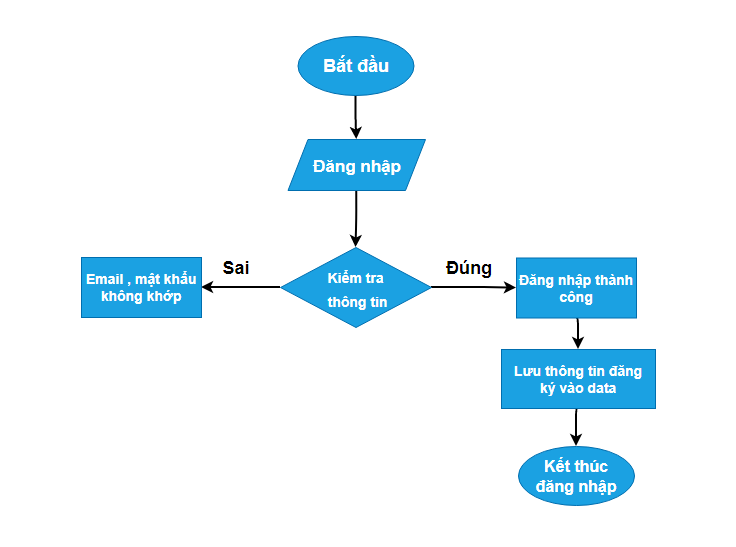 Bắt đầu
Đăng nhập
Sai
Đúng
Email , mật khẩu
không khớp
Kiểm tra
thông tin
Đăng nhập thành
công
Lưu thông tin đăng
ký vào data
Kết thúc
đăng nhập